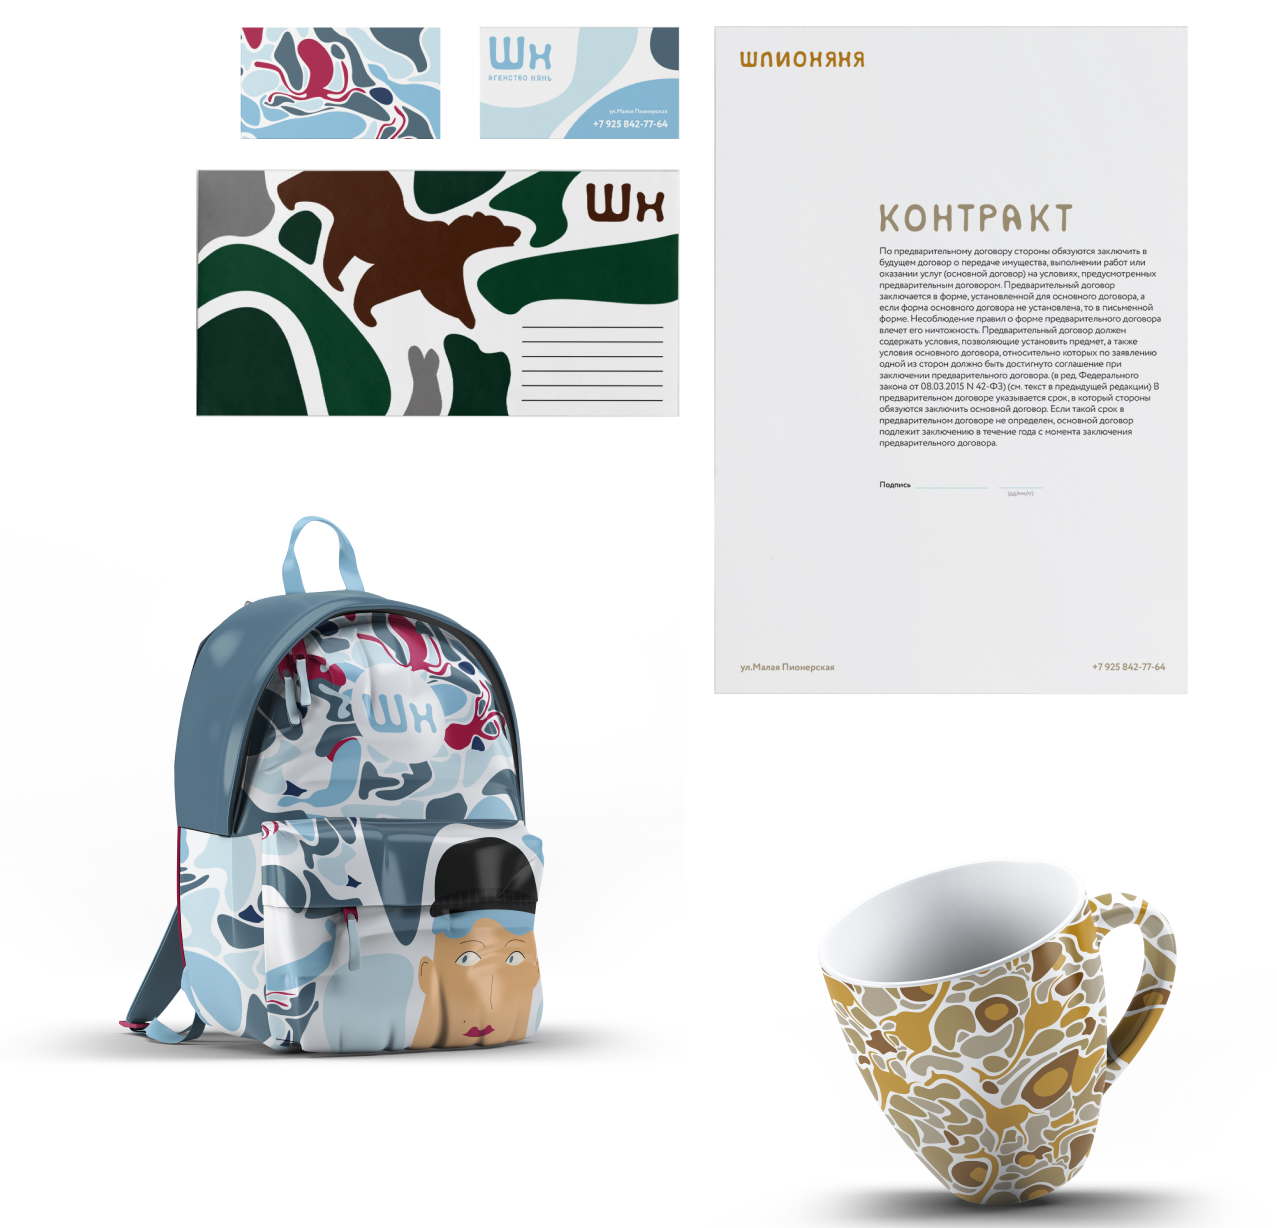 Шн
АГЕНСТВО НЯНЬ
ул.Малая Пионерская
+7 925 842-77-64
Шн
ШПИОНЯНЯ
КОНТРАКТ
По предварительному договору стороны обязуются заключить в
будущем договор о передаче имущества, выполнении работ или
оказании услуг (основной договор) на условиях, предусмотренных
предварительным договором. Предварительный договор
заключается в форме, установленной для основного договора, а
если форма основного договора не установлена, то в письменной
форме. Несоблюдение правил о форме предварительного договора
влечет его ничтожность. Предварительный договор должен
содержать условия, позволяющие установить предмет, а также
условия основного договора, относительно которых по заявлению
одной из сторон должно быть достигнуто соглашение при
заключении предварительного договора. (в ред. Федерального
закона от 08.03.2015 N 42-ФЗ) (см. текст в предыдущей редакции) В
предварительном договоре указывается срок, в который стороны
обязуются заключить основной договор. Если такой срок в
предварительном договоре не определен, основной договор
подлежит заключению в течение года с момента заключения
предварительного договора.
Подпись
(дд/мм/гг)
ул.Малая Пионерская
+7 925 842-77-64
Шн